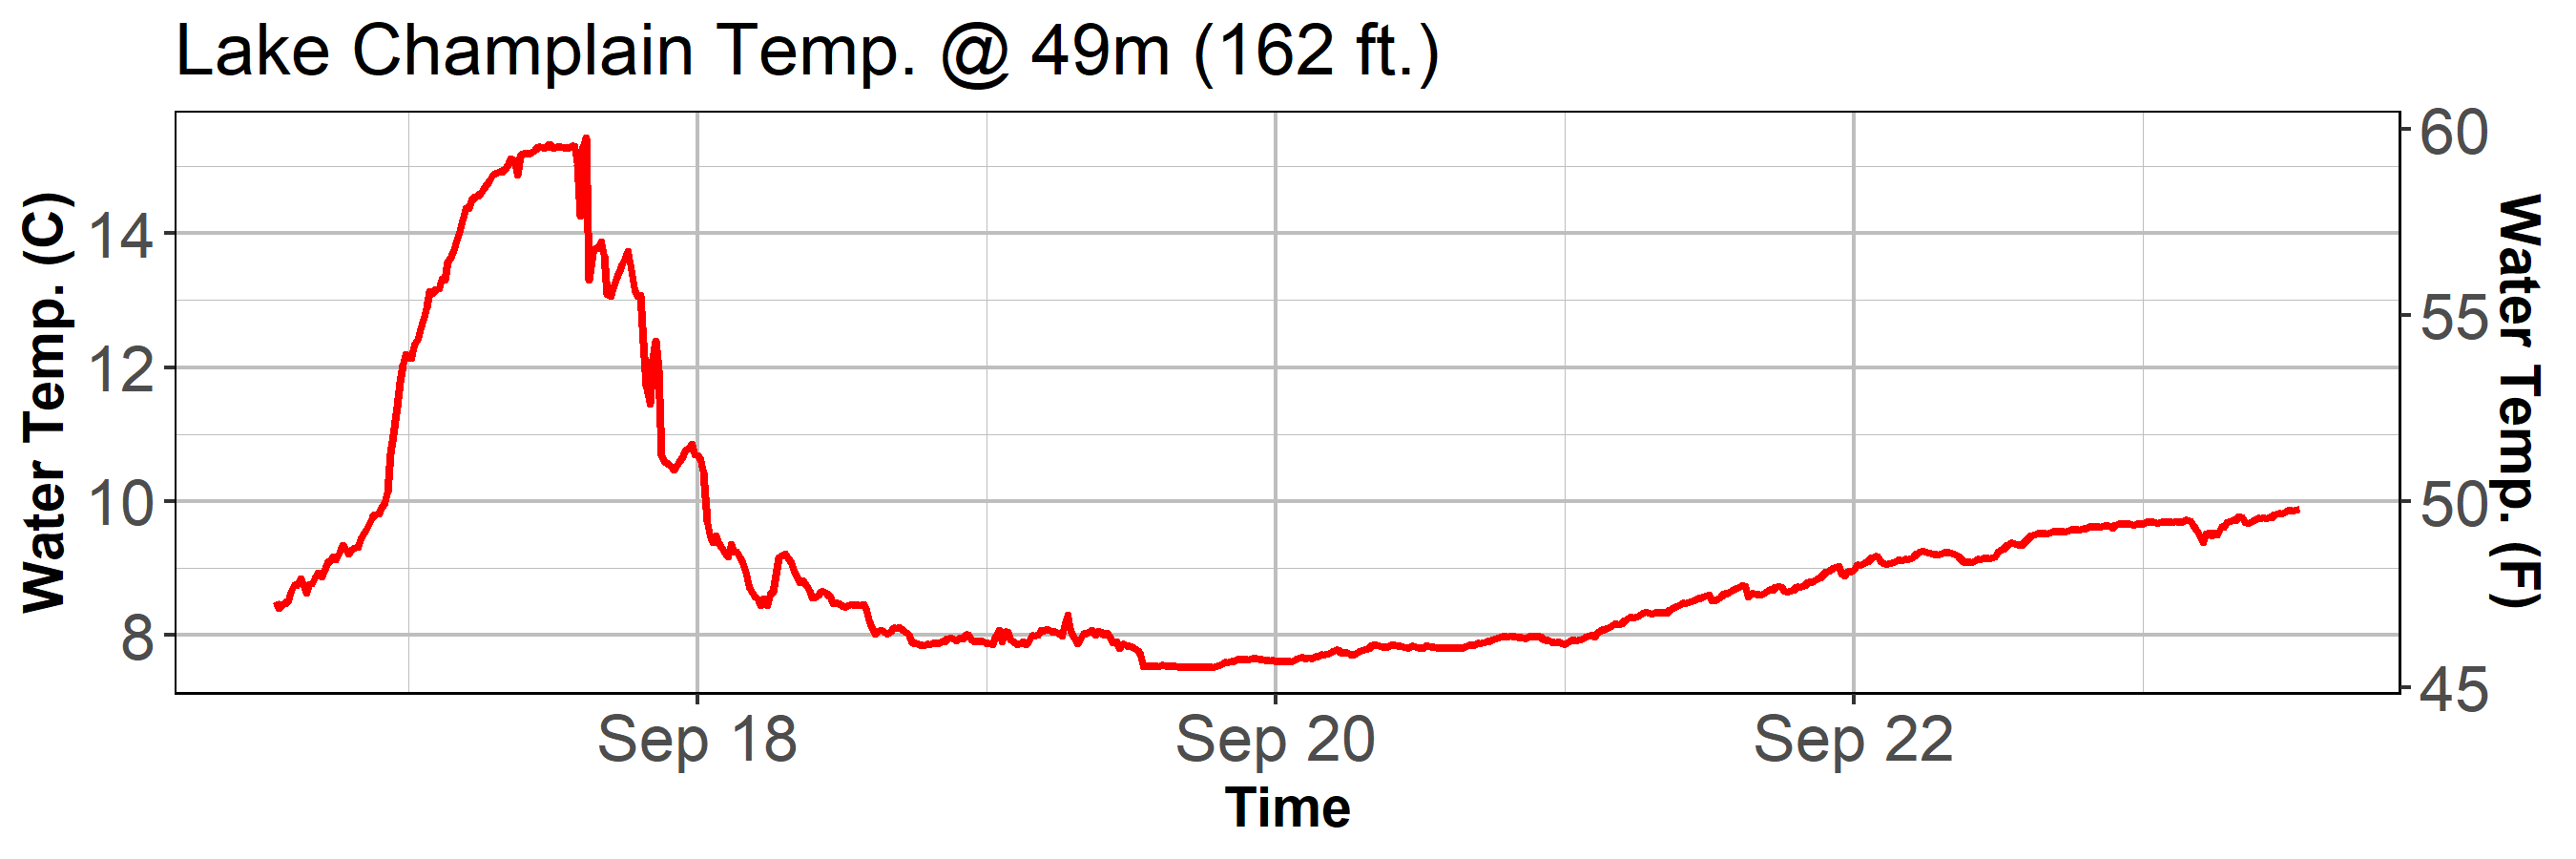 Lake Champlain Temp. @ 49m (162 ft.)
Water Temp. (C)
14
12
10
8
60
55
50
45
Water Temp. (F)
Sep 18
Sep 20
Sep 22
Time